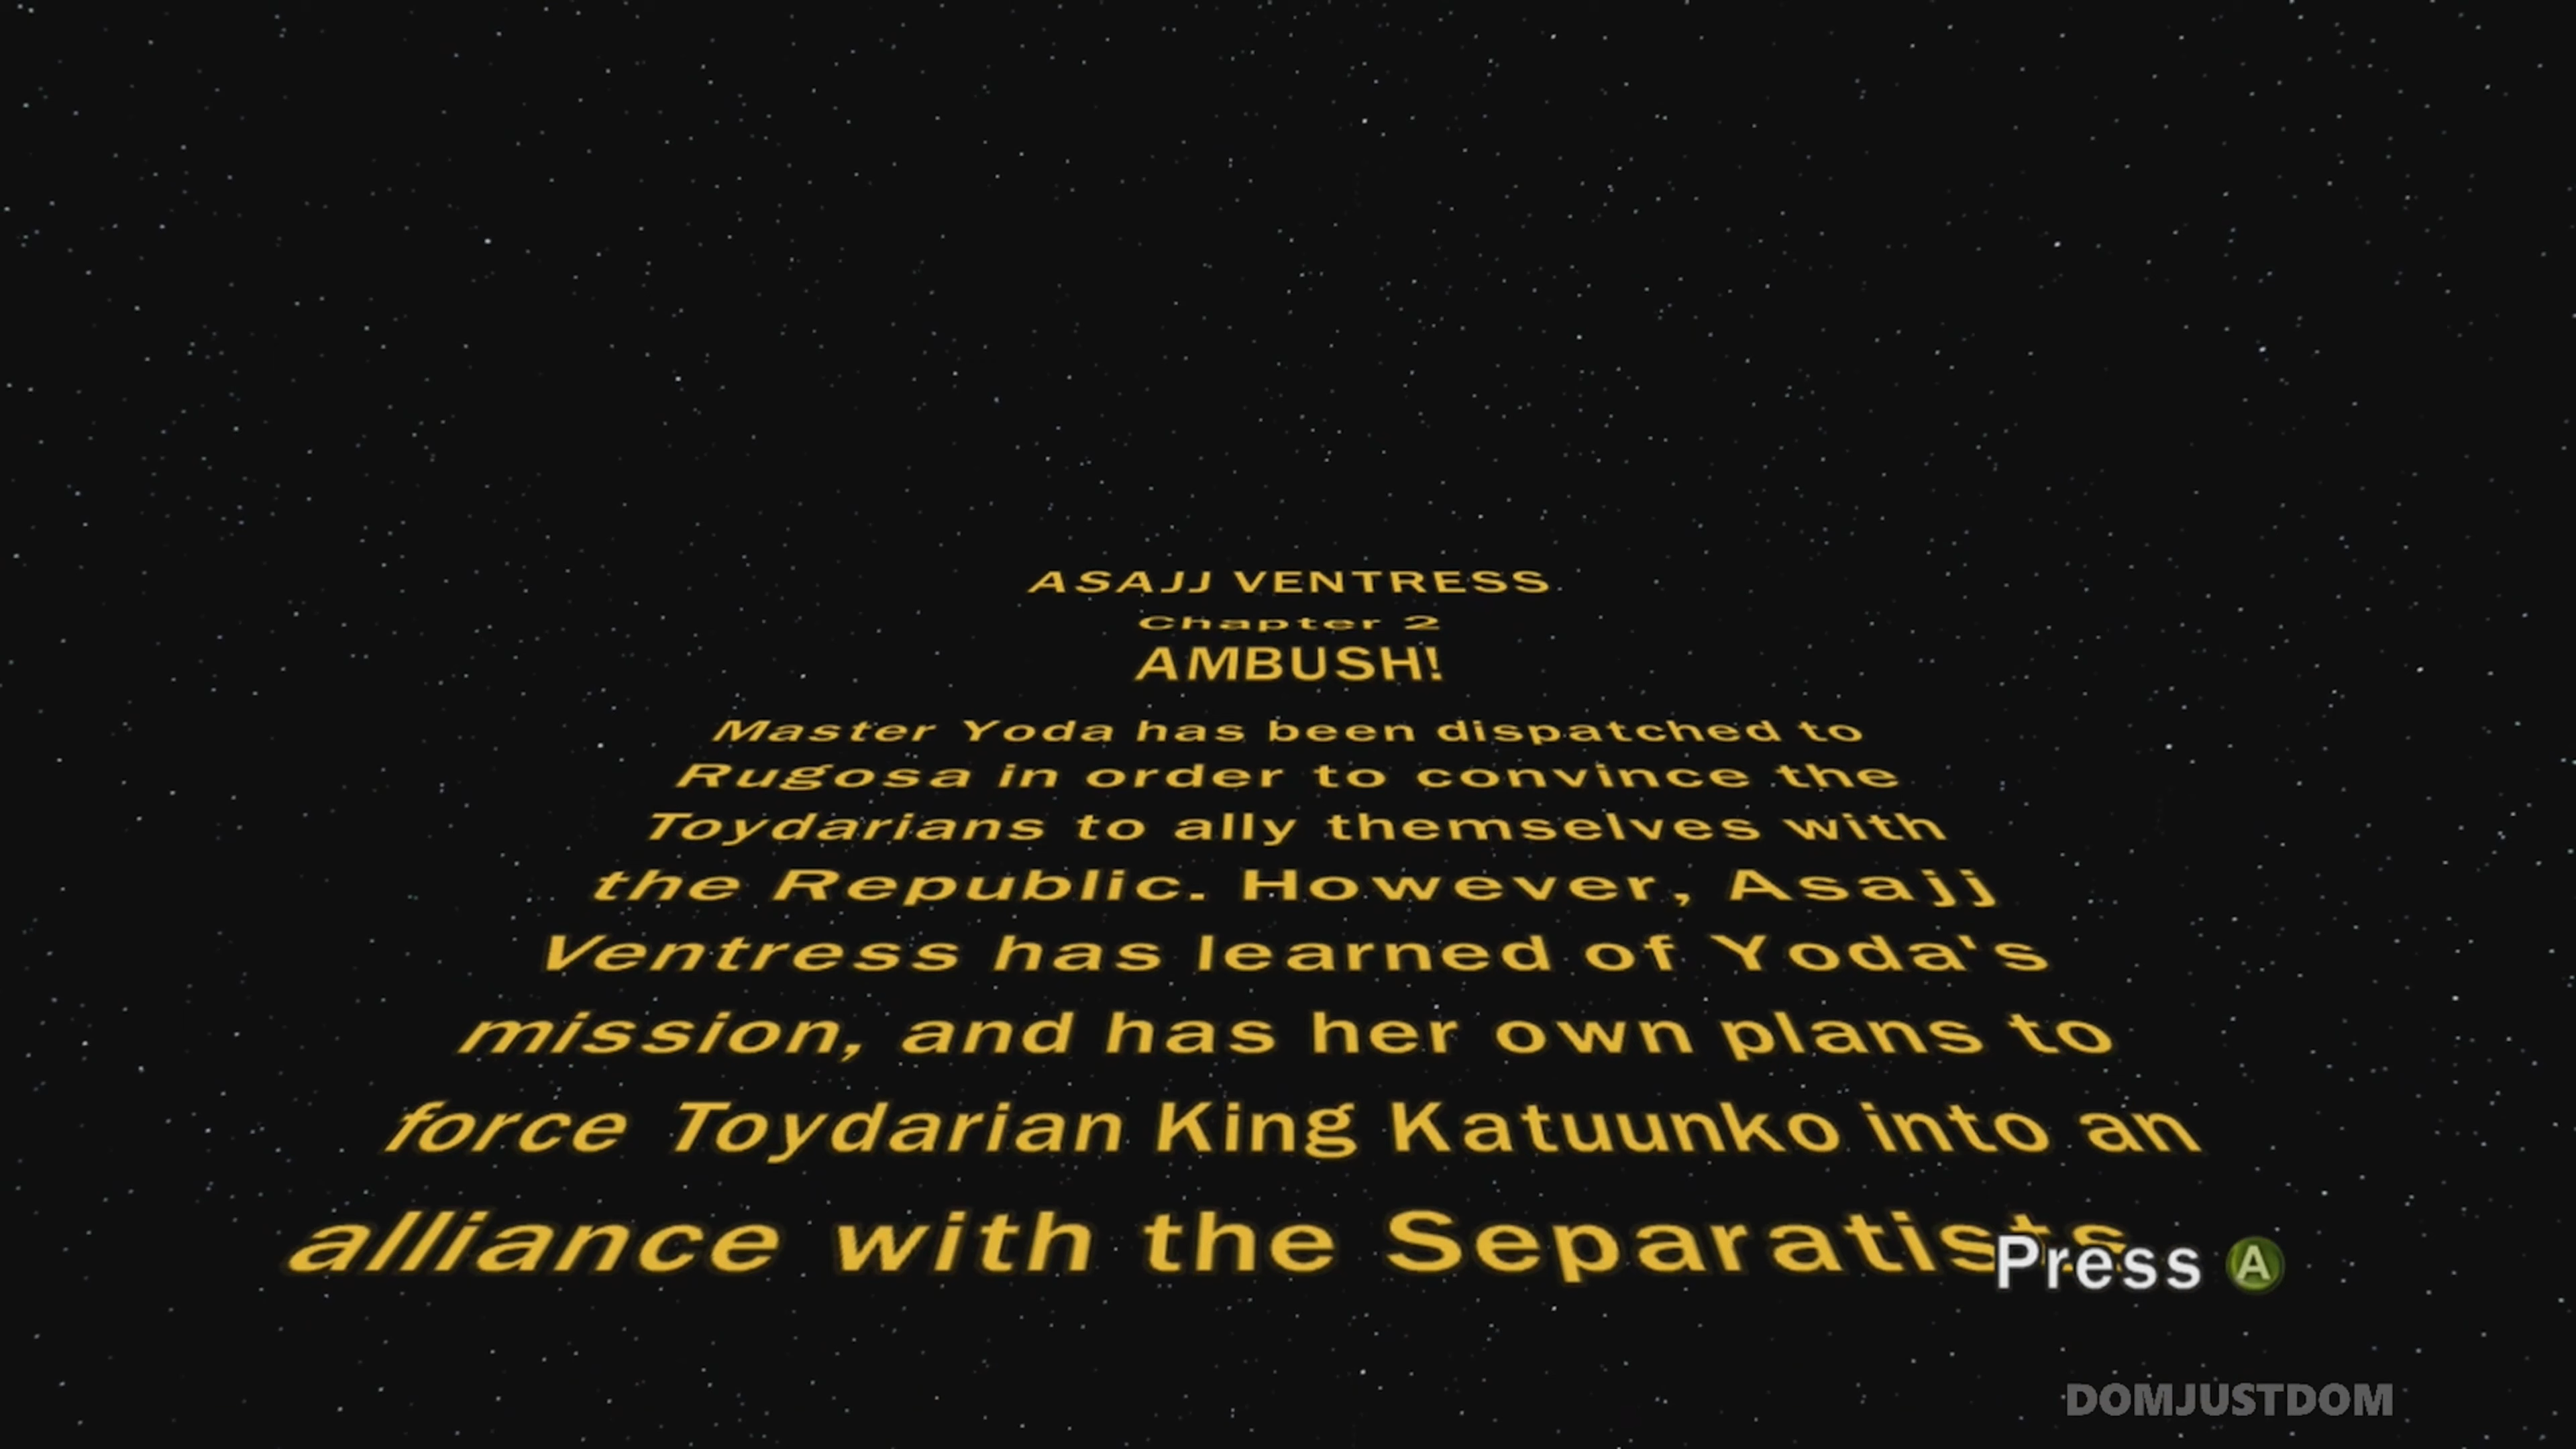 ASAJJ VENTRESS
Chapter 2
AMBUSH!
Master Yoda has been dispatched to
Rugosa in order to convince the
Toydarians to ally themselves with
the Republic. However, Asajj
Ventress has learned of Yoda's
mission, and has her own plans to
force Toydarian King Katuunko into an
alliance with the Separatists
Press A
DOMJUSTDOM